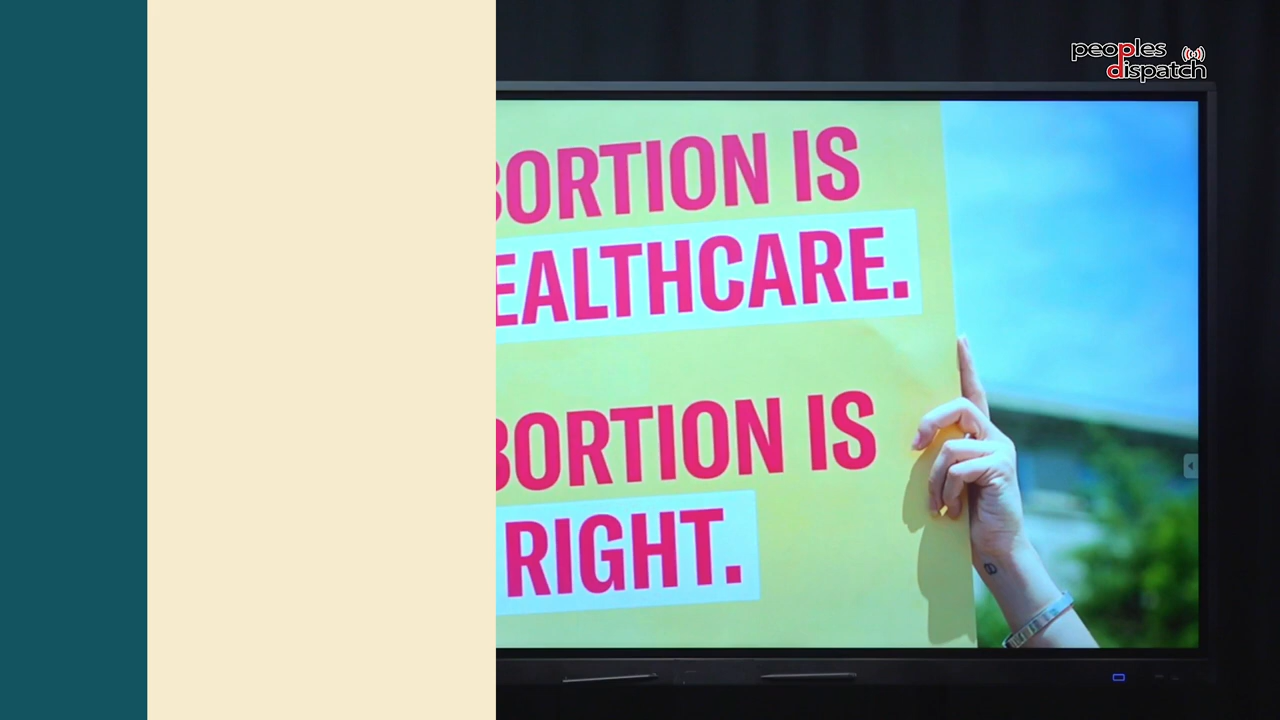 peoples
dispatch
BORTION IS
EALTHCARE.
BORTION IS
RIGHT.